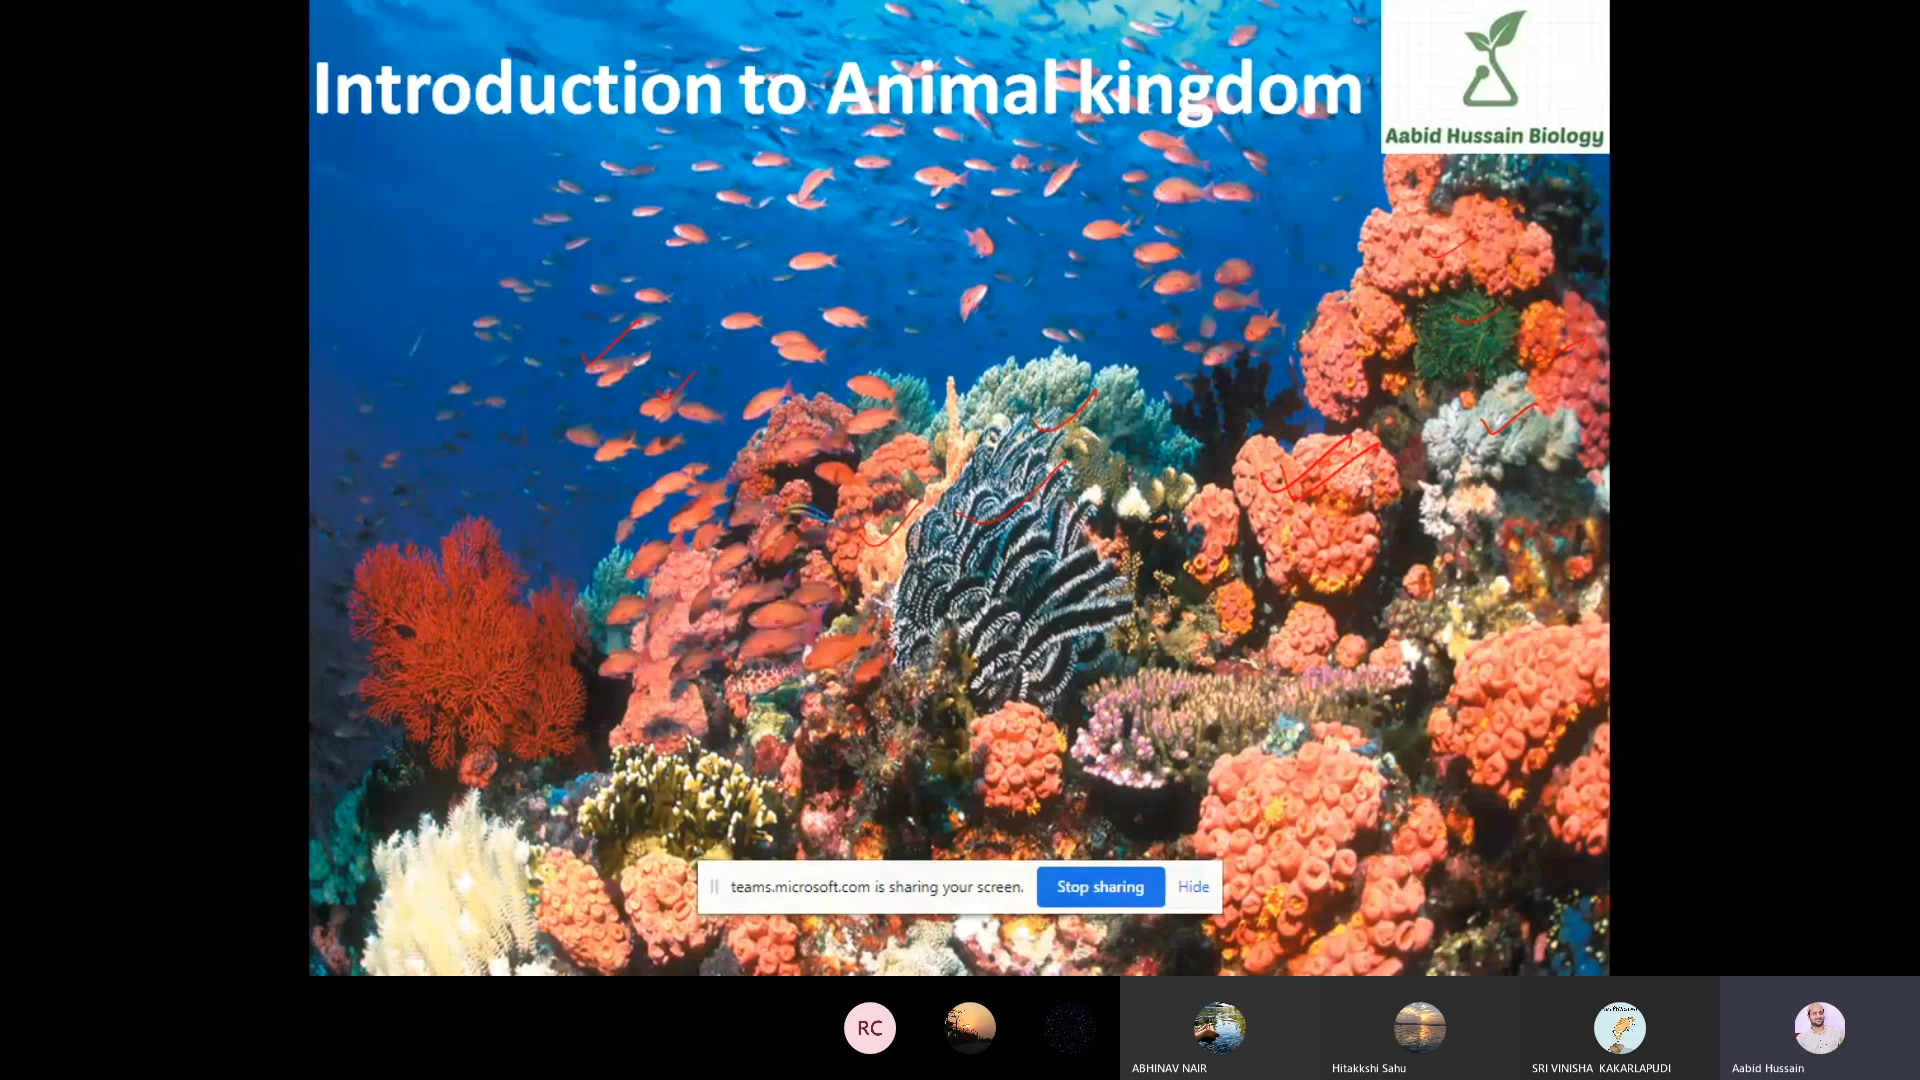 Introduction to Animal kingdom
Aabid Hussain Biology
teams.microsoft.com is sharing your screen.
Stop sharing
Hide
RC
ABHINAV NAIR
Hitakkshi Sahu
SRI VINISHA KAKARLAPUDI
Aabid Hussain